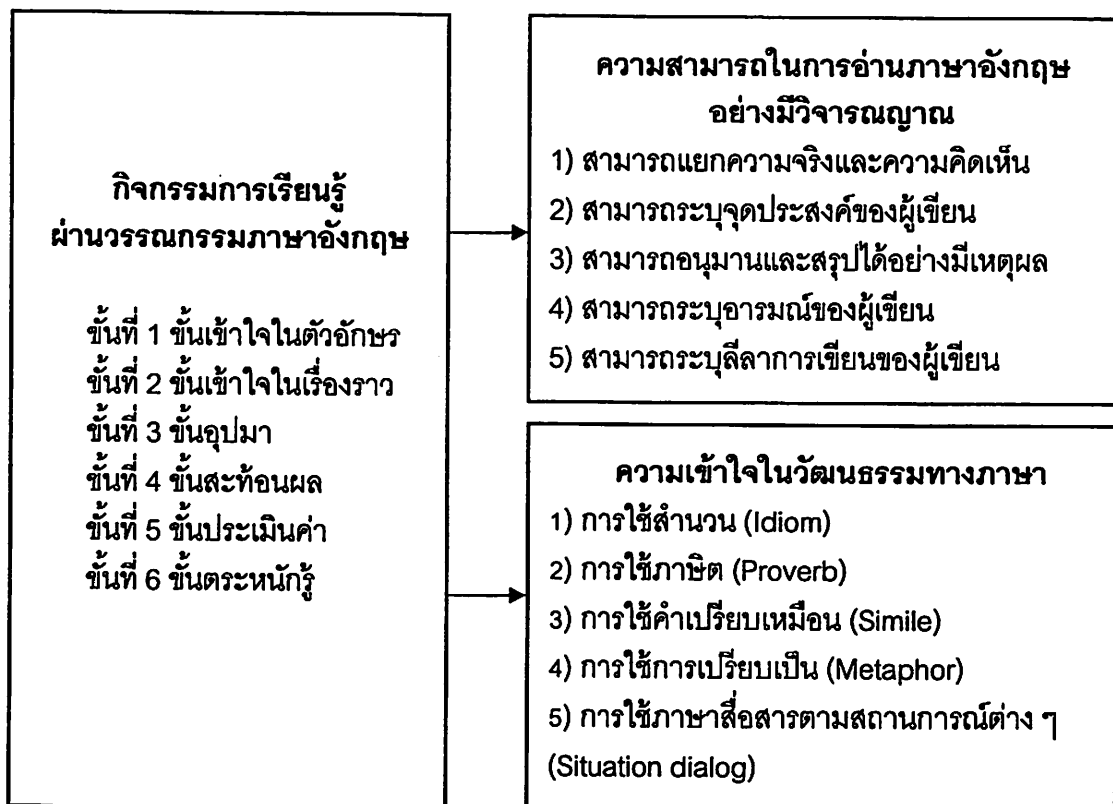 กิจกรรมการเรียนรู้
ผ่านวรรณกรรมภาษาอังกฤษ
ขั้นที่ 1 ขั้นเข้าใจในตัวอักษร
ขั้นที่ 2 ขั้นเข้าใจในเรื่องราว
ขั้นที่ 3 ขั้นอุปมา
ขั้นที่ 4 ขั้นสะท้อนผล
ขั้นที่ 5 ขั้นประเมินค่า
ขั้นที่ 6 ขั้นตระหนักรู้
ความสามารถในการอ่านภาษาอังกฤษ
อย่างมีวิจารณญาณ
1) สามารถแยกความจริงและความคิดเห็น
2) สามารถระบุจุดประสงค์ของผู้เขียน
3) สามารถอนุมานและสรุปได้อย่างมีเหตุผล
4) สามารถระบุอารมณ์ของผู้เขียน
5) สามารถระบุลีลาการเขียนของผู้เขียน
ความเข้าใจในวัฒนธรรมทางภาษา
1) การใช้สำนวน (Idiom)
2) การใช้ภาษิต (Proverb)
3) การใช้คำเปรียบเหมือน (Simile)
4) การใช้การเปรียบเป็น (Metaphor)
5) การใช้ภาษาสื่อสารตามสถานการณ์ต่าง ๆ
(Situation dialog)